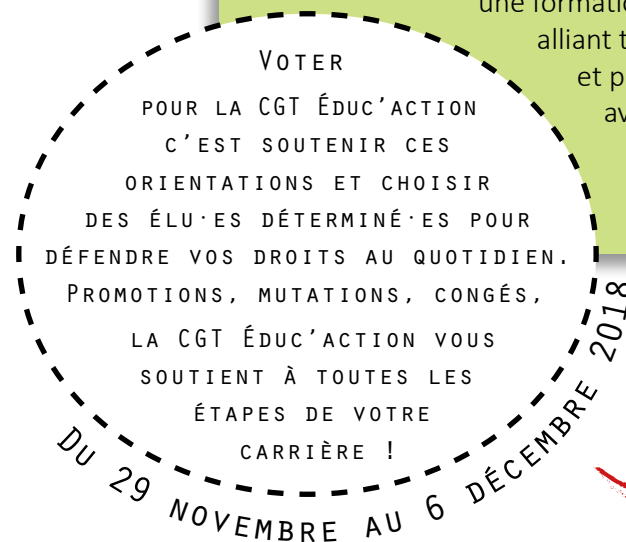 une formatio
alliant t
et p
av
Voter
pour la CGT Éduc’action
c’est soutenir ces
orientations et choisir
des élu·es déterminé·es pour
défendre vos droits au quotidien.
Promotions, mutations, congés,
la CGT Éduc’action vous
soutient à toutes les
étapes de votre
carrière !
du 29 novembre au 6 décembre 2018